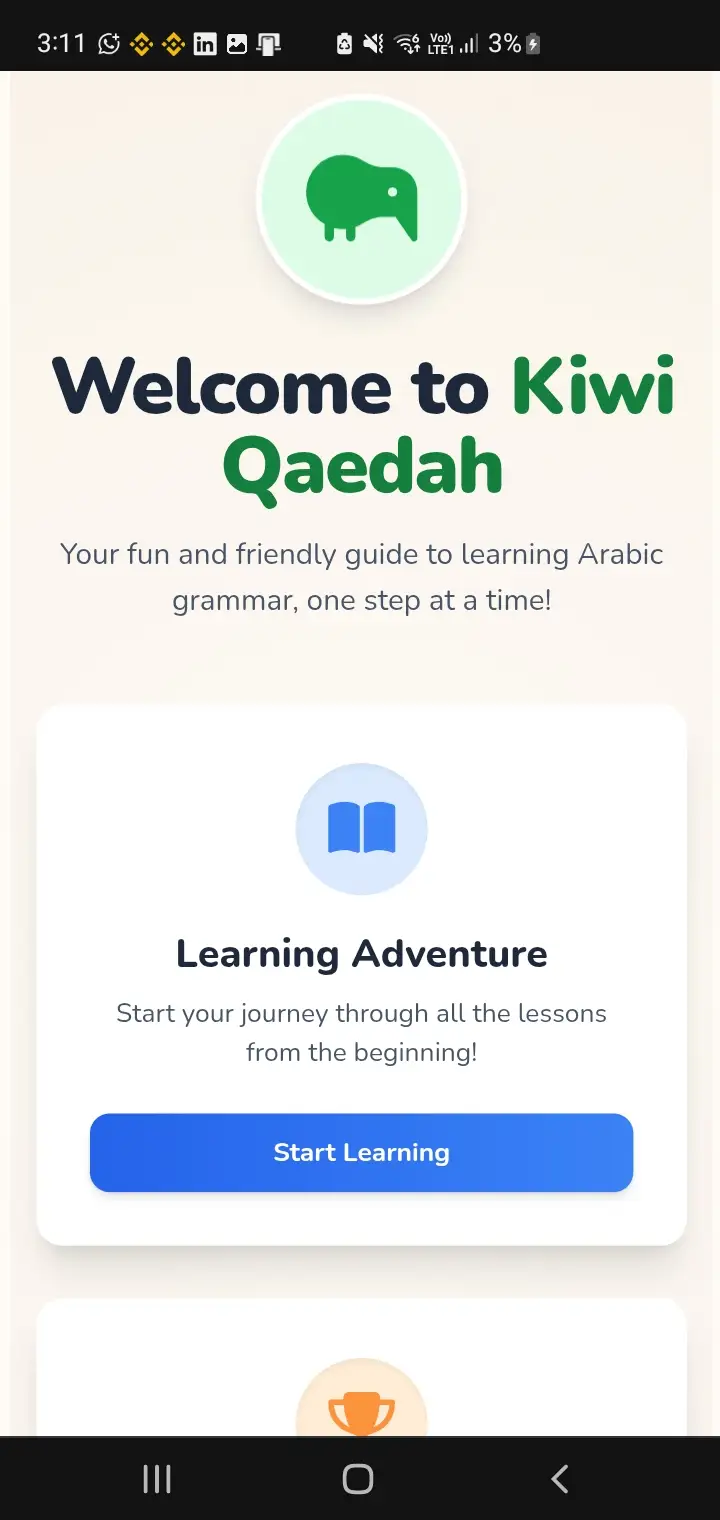 3:11
Vo))
LTE1
3%
Welcome to Kiwi
Qaedah
Your fun and friendly guide to learning Arabic
grammar, one step at a time!
Learning Adventure
Start your journey through all the lessons
from the beginning!
Start Learning